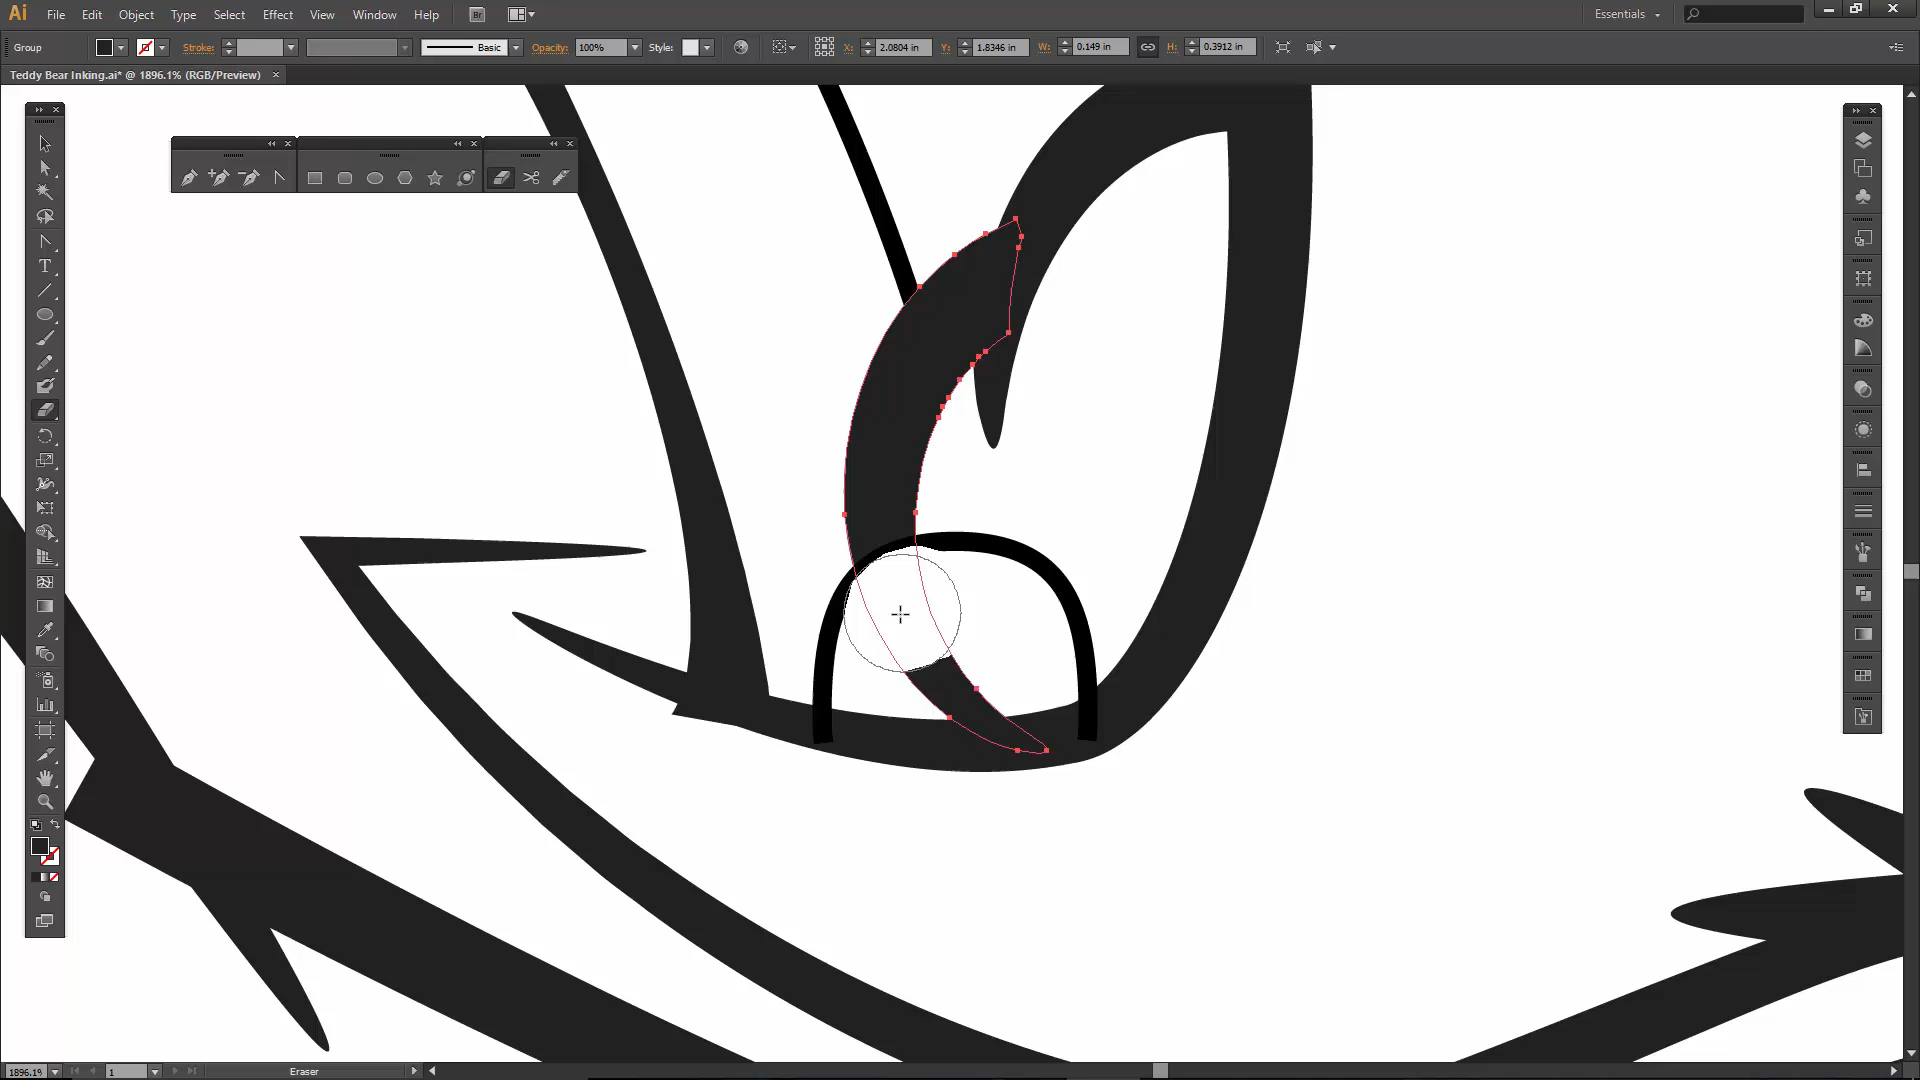 Ai File Edit Object Type Select Effect View Window Help Br Essentials
Group Stroke: Basic Opacity: 100% Style: X: 2.0804 in Y: 1.8346 in W: 0.149 in H: 0.3912 in
Teddy Bear Inking.ai* @ 1896.1% (RGB/Preview)
T
1896.1% 1 Eraser